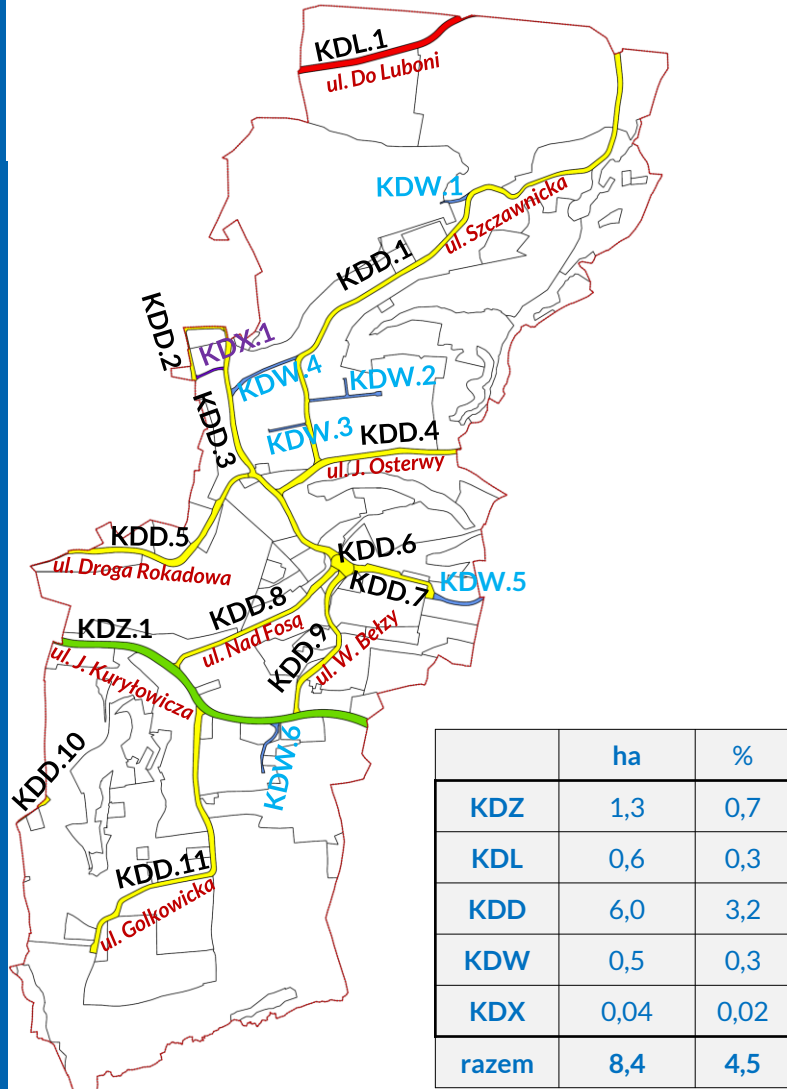 KDL.1
ul. Do Luboni
KDW.1
ul. Szczawnicka
KDD.1
KDD.2
KDX.1
KDW.4
KDW.2
KDD.3
KDW.3
KDD.4
ul. J. Osterwy
KDD.5
ul. Droga Rokadowa
KDD.6
KDD.7
KDW.5
KDD.8
ul. Nad Fosą
KDZ.1
KDD.9
ul. W. Bełzy
ul. J. Kuryłowicza
KDW.6
KDD.10
KDD.11
ul. Golkowicka
ha %
KDZ 1,3 0,7
KDL 0,6 0,3
KDD 6,0 3,2
KDW 0,5 0,3
KDX 0,04 0,02
razem 8,4 4,5